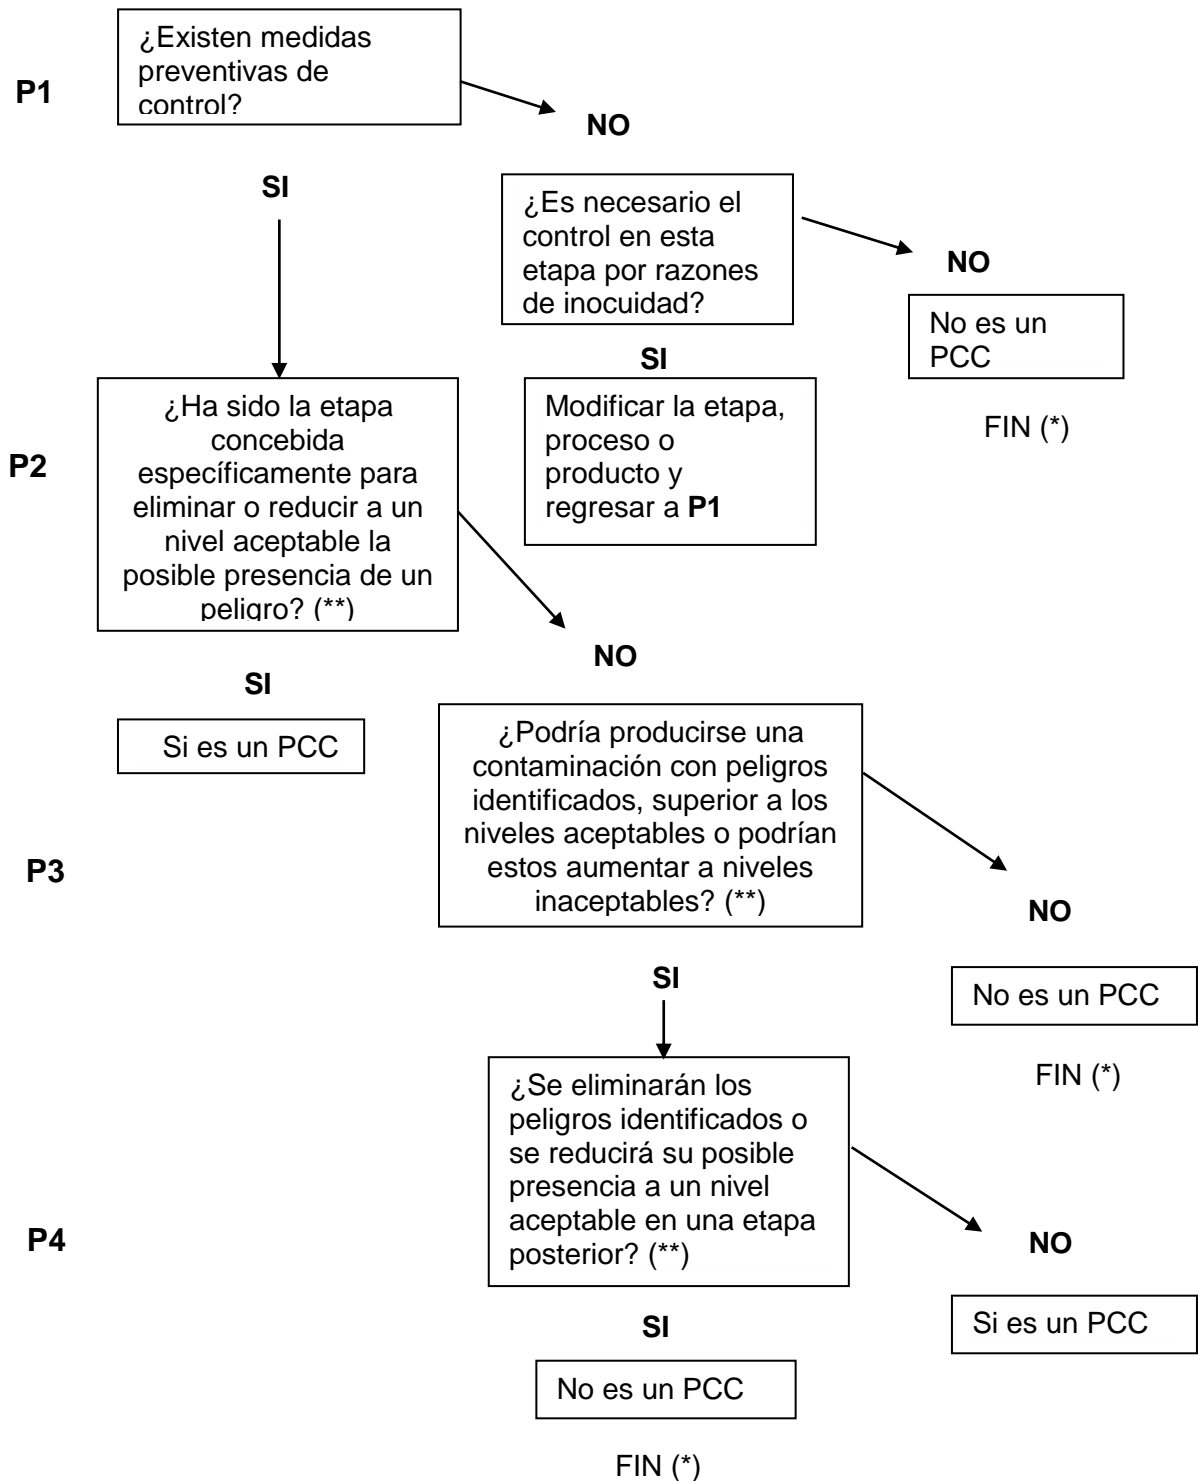 P1
¿Existen medidas
preventivas de
control?
NO
SI
¿Es necesario el
control en esta
etapa por razones
de inocuidad?
NO
No es un
PCC
FIN (*)
SI
Modificar la etapa,
proceso o
producto y
regresar a P1
P2
¿Ha sido la etapa
concebida
específicamente para
eliminar o reducir a un
nivel aceptable la
posible presencia de un
peligro? (**)
NO
SI
Si es un PCC
P3
¿Podría producirse una
contaminación con peligros
identificados, superior a los
niveles aceptables o podrían
estos aumentar a niveles
inaceptables? (**)
NO
No es un PCC
FIN (*)
SI
P4
¿Se eliminarán los
peligros identificados o
se reducirá su posible
presencia a un nivel
aceptable en una etapa
posterior? (**)
NO
Si es un PCC
SI
No es un PCC
FIN (*)